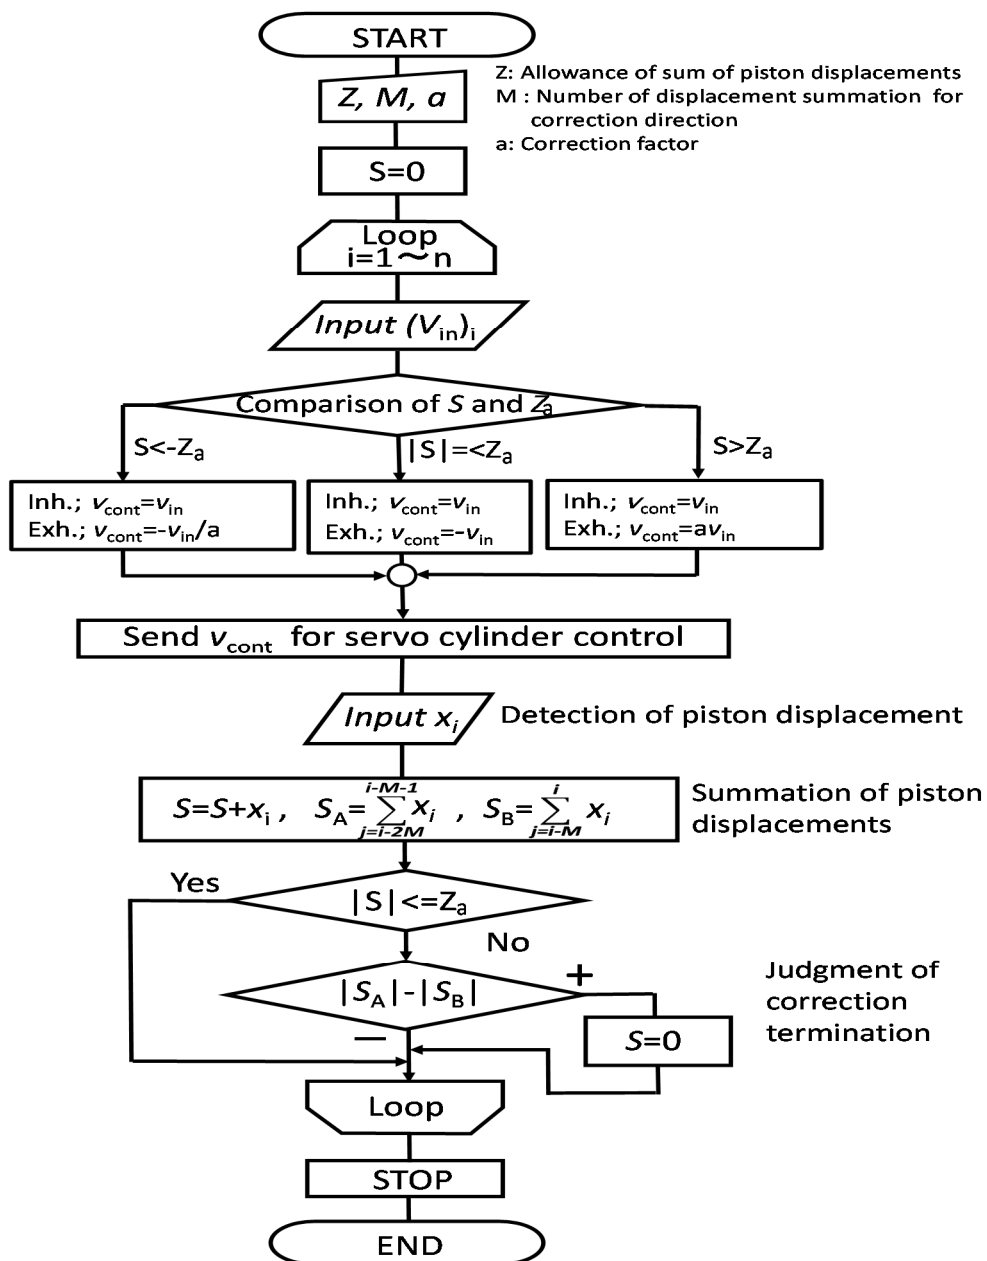 START
Z, M, a
Z: Allowance of sum of piston displacements
M : Number of displacement summation for
correction direction
a: Correction factor
S=0
Loop
i=1～n
Input (Vin)i
Comparison of S and Za
S<-Za
|S|=<Za
S>Za
Inh.; vcont=vin
Exh.; vcont=-vin/a
Inh.; vcont=vin
Exh.; vcont=-vin
Inh.; vcont=vin
Exh.; vcont=avin
Send vcont for servo cylinder control
Input xi
Detection of piston displacement
S=S+xi , SA=∑j=i-2M i-M-1 xi , SB=∑j=i-M i xi
Summation of piston
displacements
Yes
|S|<=Za
No
|SA|-|SB|
+
−
Judgment of
correction
termination
S=0
Loop
STOP
END